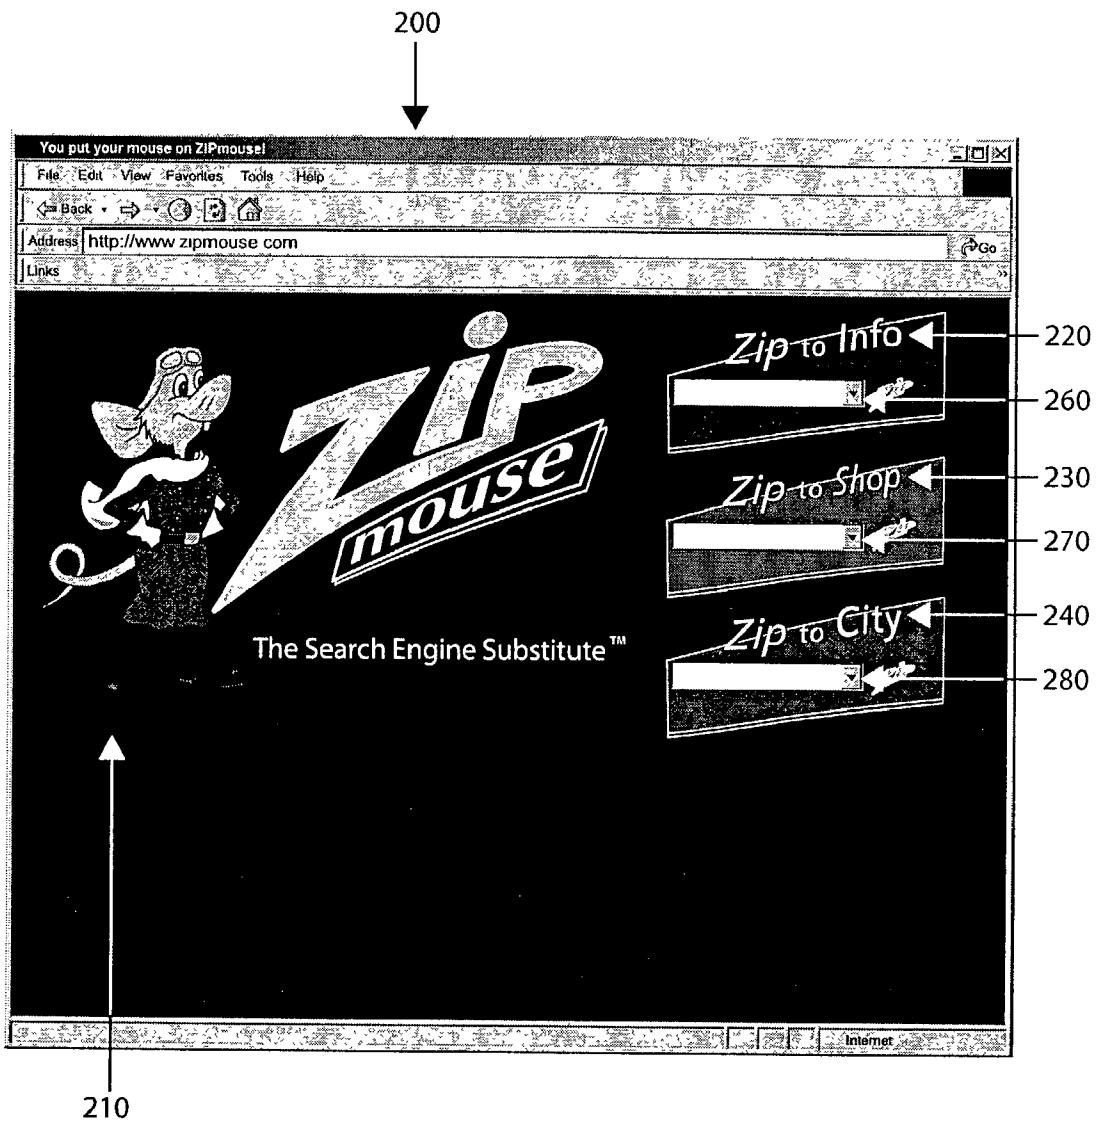 200
You put your mouse on ZIPmouse!
File Edit View Favorites Tools Help
Back
Address http://www zipmouse com Go
Links
Zip to Info 220
Zip
mouse
zip 260
Zip to Shop 230
zip 270
Zip to City 240
The Search Engine Substitute™
280
Internet
210